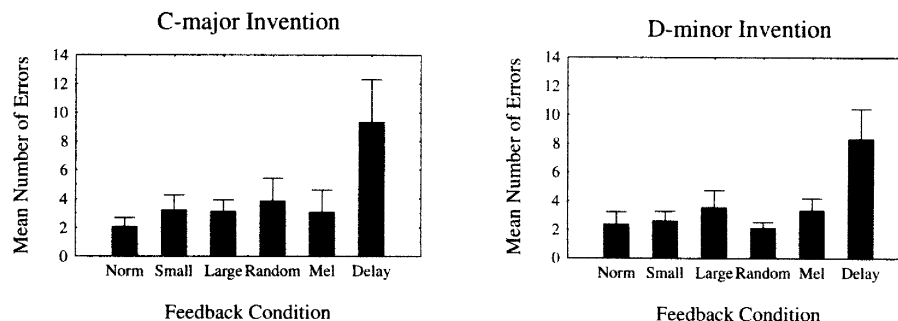 C-major Invention
Mean Number of Errors
14
12
10
8
6
4
2
0
Norm Small Large Random Mel Delay
Feedback Condition
D-minor Invention
Mean Number of Errors
14
12
10
8
6
4
2
0
Norm Small Large Random Mel Delay
Feedback Condition